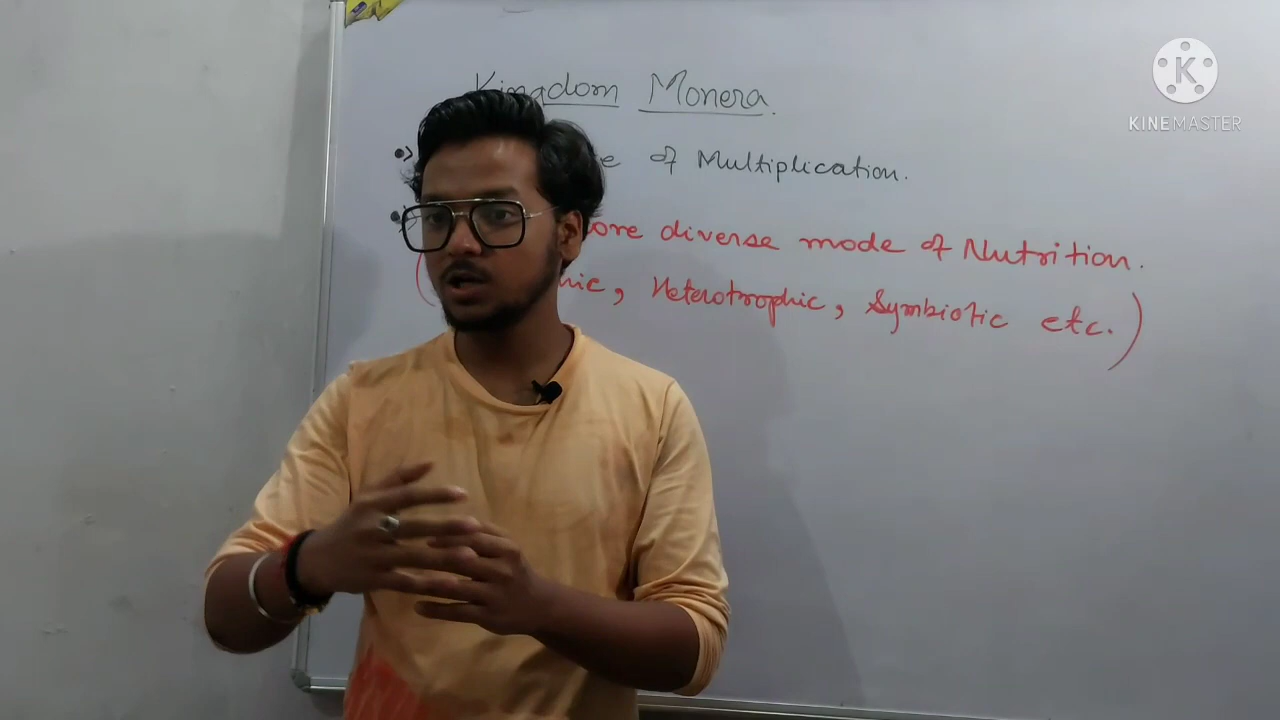 KINEMASTER
Kingdom Monera.
of Multiplication.
diverse mode of Nutrition.
, Heterotrophic, Symbiotic etc.)